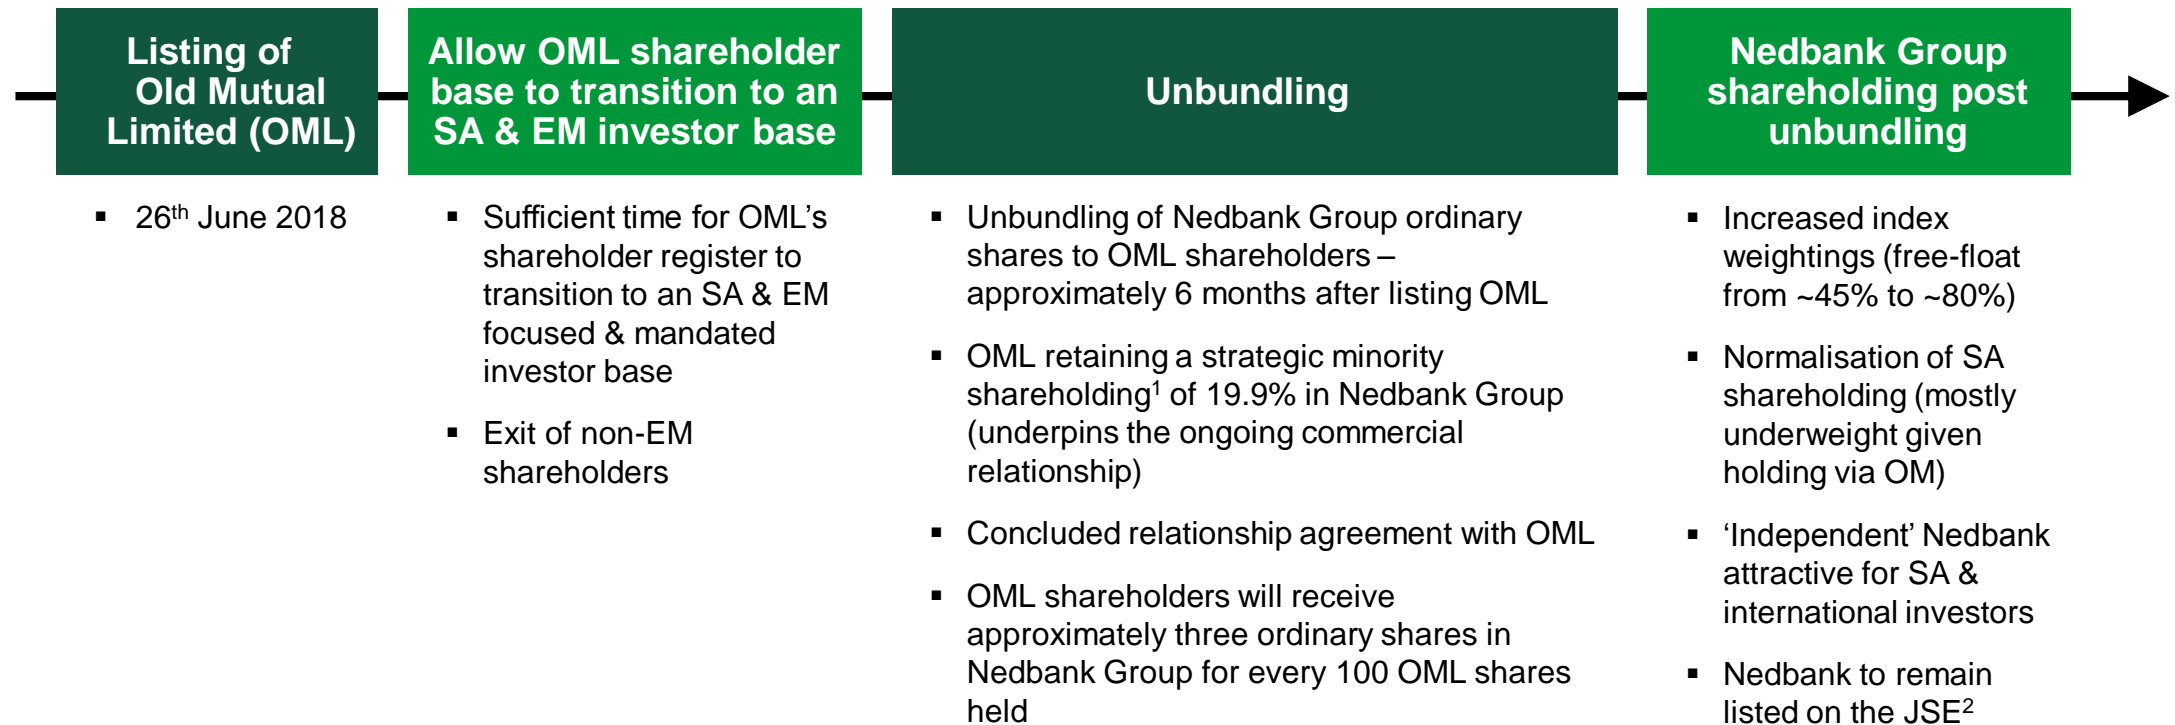 Listing of
Old Mutual
Limited (OML)
▪ 26th June 2018
Allow OML shareholder
base to transition to an
SA & EM investor base
▪ Sufficient time for OML’s
shareholder register to
transition to an SA & EM
focused & mandated
investor base
▪ Exit of non-EM
shareholders
Unbundling
▪ Unbundling of Nedbank Group ordinary
shares to OML shareholders –
approximately 6 months after listing OML
▪ OML retaining a strategic minority
shareholding1 of 19.9% in Nedbank Group
(underpins the ongoing commercial
relationship)
▪ Concluded relationship agreement with OML
▪ OML shareholders will receive
approximately three ordinary shares in
Nedbank Group for every 100 OML shares
held
Nedbank Group
shareholding post
unbundling
▪ Increased index
weightings (free-float
from ~45% to ~80%)
▪ Normalisation of SA
shareholding (mostly
underweight given
holding via OM)
▪ ‘Independent’ Nedbank
attractive for SA &
international investors
▪ Nedbank to remain
listed on the JSE2